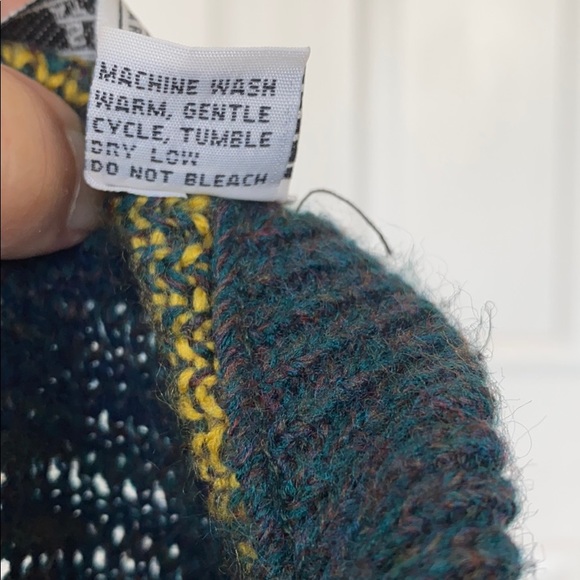 MACHINE WASH
WARM, GENTLE
CYCLE, TUMBLE
DRY LOW
DO NOT BLEACH